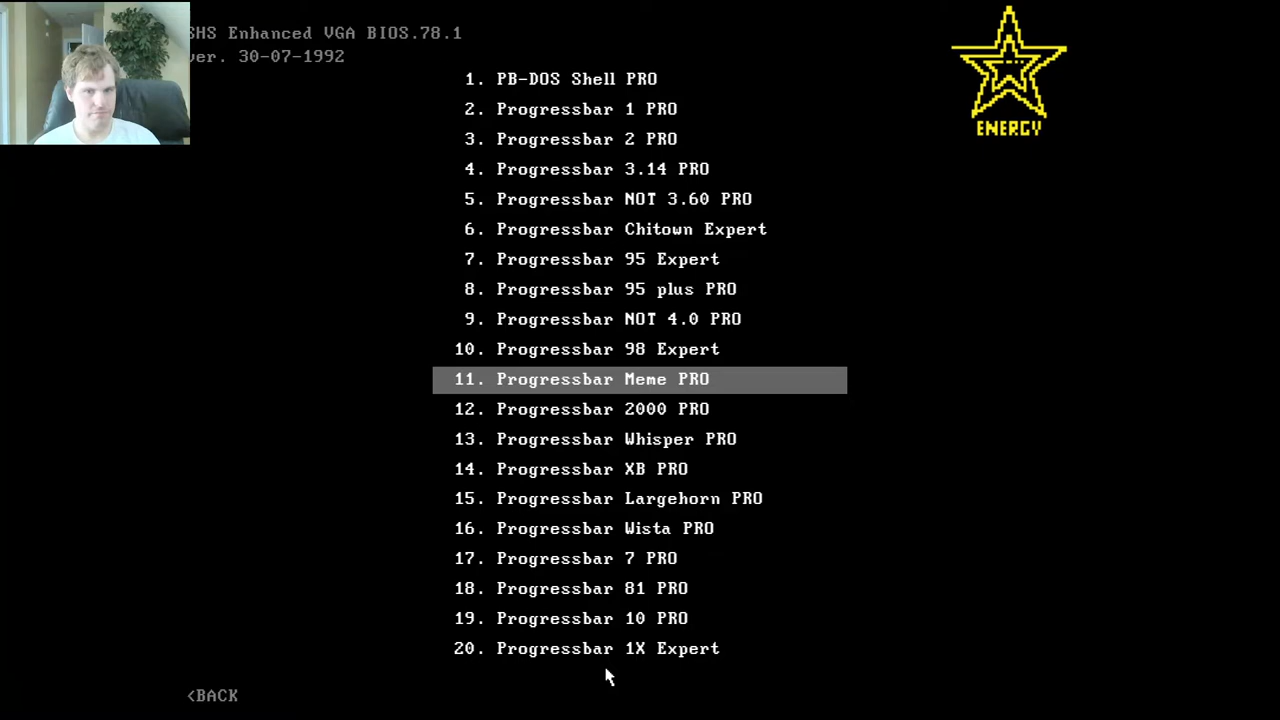 SHS Enhanced VGA BIOS.78.1
ver. 30-07-1992
ENERGY
1. PB-DOS Shell PRO
2. Progressbar 1 PRO
3. Progressbar 2 PRO
4. Progressbar 3.14 PRO
5. Progressbar NOT 3.60 PRO
6. Progressbar Chitown Expert
7. Progressbar 95 Expert
8. Progressbar 95 plus PRO
9. Progressbar NOT 4.0 PRO
10. Progressbar 98 Expert
11. Progressbar Meme PRO
12. Progressbar 2000 PRO
13. Progressbar Whisper PRO
14. Progressbar XB PRO
15. Progressbar Largehorn PRO
16. Progressbar Wista PRO
17. Progressbar 7 PRO
18. Progressbar 81 PRO
19. Progressbar 10 PRO
20. Progressbar 1X Expert
<BACK